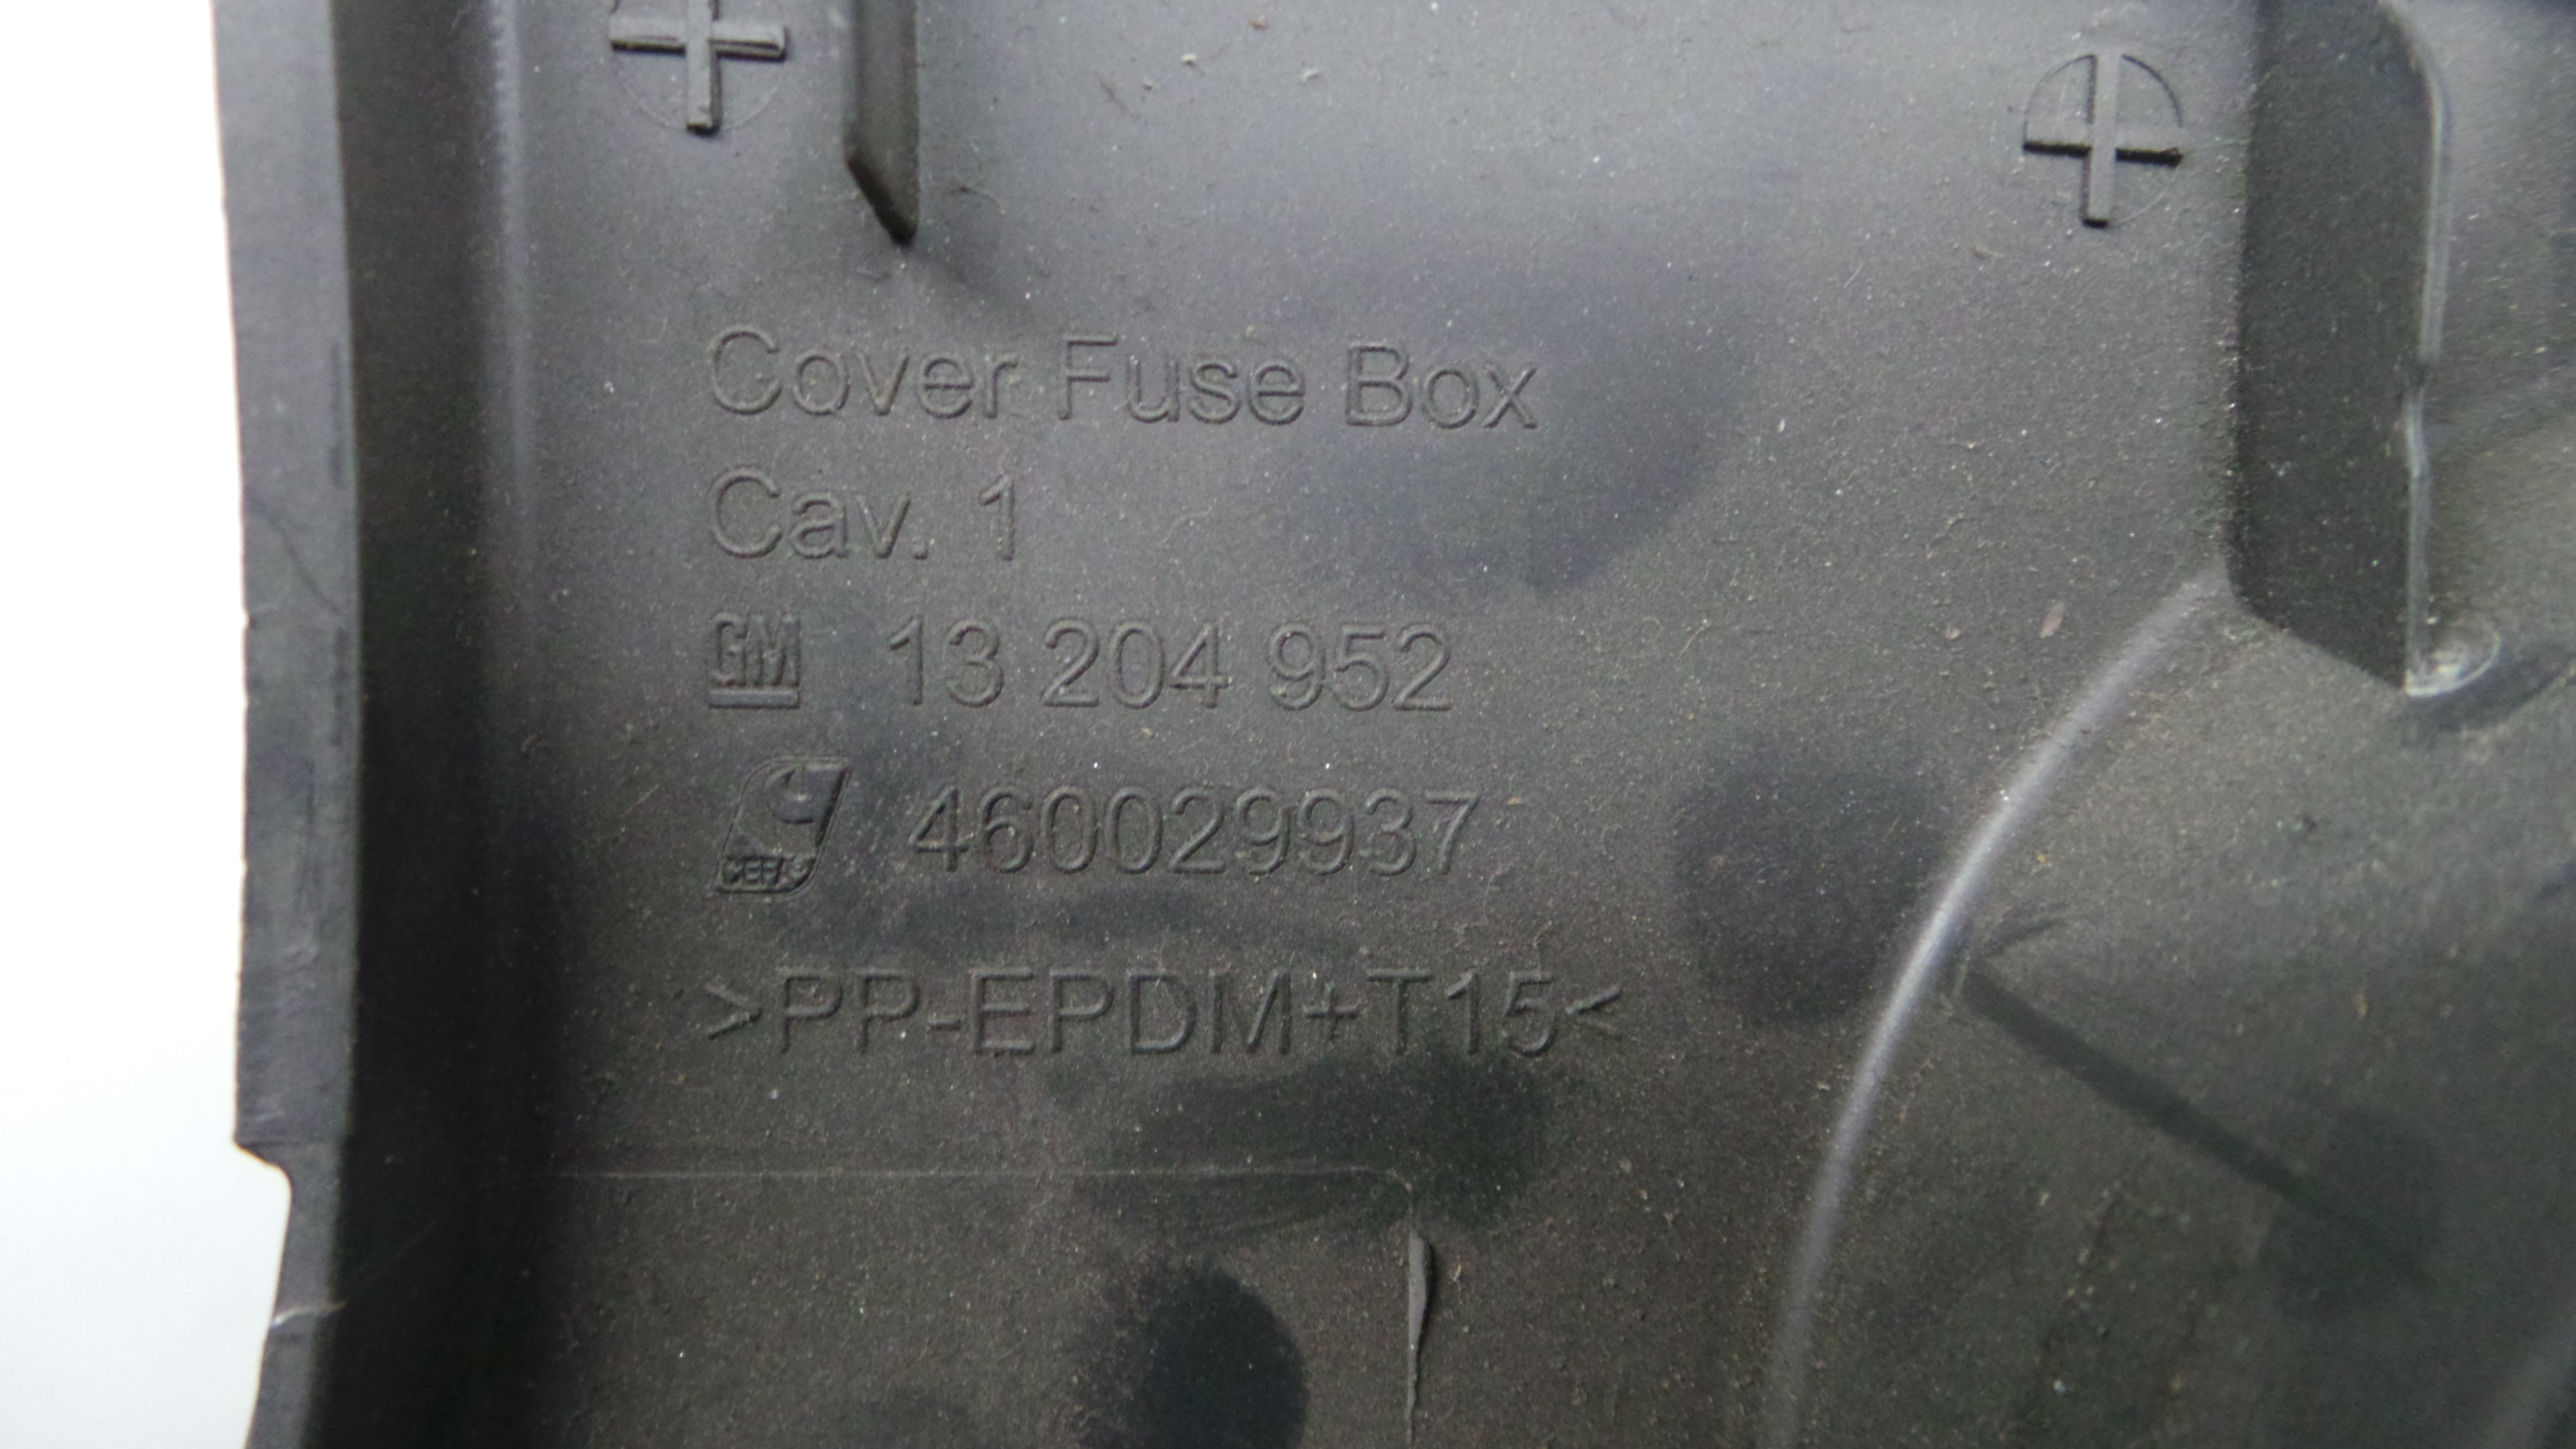 Cover Fuse Box
Cav. 1
GM 13 204 952
460029937
>PP-EPDM+T15<